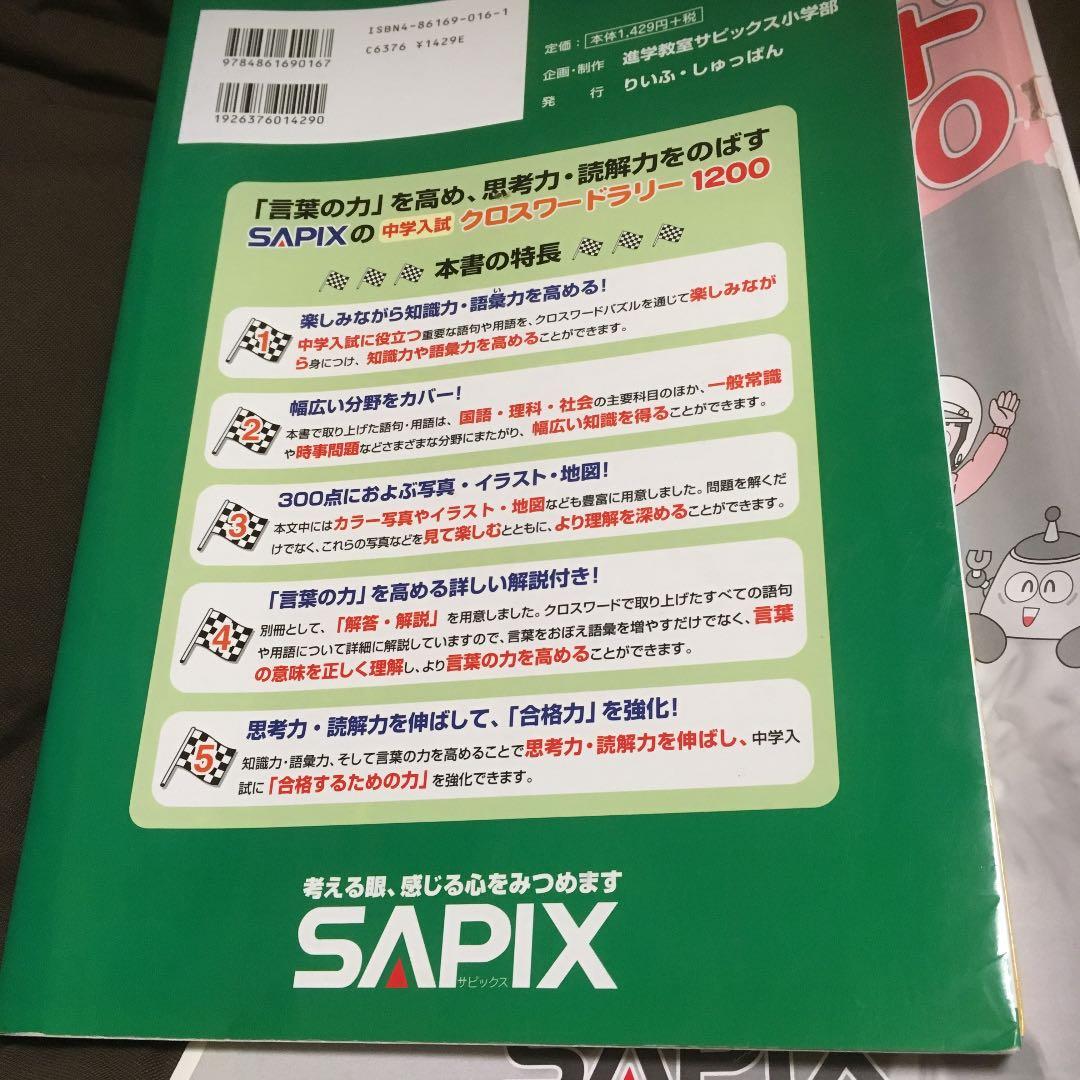 ISBN4-86169-016-1
C6376 ¥1429E
9784861690167
1926376014290
定価：本体1,429円+税
企画・制作 進学教室サピックス小学部
発 行 りいふ・しゅっぱん
「言葉の力」を高め、思考力・読解力をのばす
SAPIXの 中学入試 クロスワードラリー 1200
本書の特長
1
楽しみながら知識力・語彙力を高める！
い
中学入試に役立つ重要な語句や用語を、クロスワードパズルを通じて楽しみなが
ら身につけ、知識力や語彙力を高めることができます。
2
幅広い分野をカバー！
本書で取り上げた語句・用語は、国語・理科・社会の主要科目のほか、一般常識
や時事問題などさまざまな分野にまたがり、幅広い知識を得ることができます。
3
300点におよぶ写真・イラスト・地図！
本文中にはカラー写真やイラスト・地図なども豊富に用意しました。問題を解くだ
けでなく、これらの写真などを見て楽しむとともに、より理解を深めることができます。
4
「言葉の力」を高める詳しい解説付き！
別冊として、「解答・解説」を用意しました。クロスワードで取り上げたすべての語句
や用語について詳細に解説していますので、言葉をおぼえ語彙を増やすだけでなく、言葉
の意味を正しく理解し、より言葉の力を高めることができます。
5
思考力・読解力を伸ばして、「合格力」を強化！
知識力・語彙力、そして言葉の力を高めることで思考力・読解力を伸ばし、中学入
試に「合格するための力」を強化できます。
考える眼、感じる心をみつめます
SAPIX
サピックス
ト
0
SAPIX